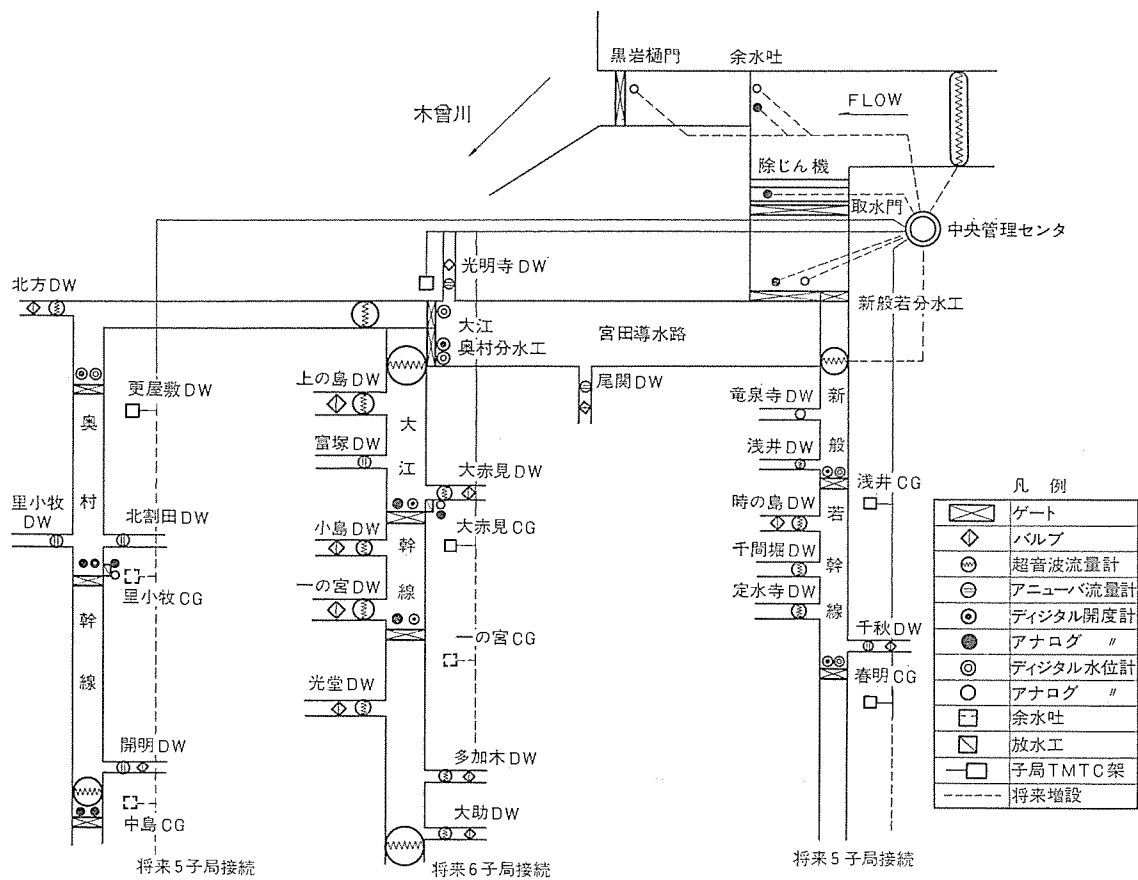 黒岩樋門
余水吐
木曾川
FLOW
除じん機
取水門
中央管理センタ
光明寺DW
北方DW
新般若分水工
大江
奥村分水工
宮田導水路
更屋敷DW
上の島DW
尾関DW
竜泉寺DW
富塚DW
浅井DW
大赤見DW
浅井CG
里小牧
DW
北割田DW
小島DW
大赤見CG
時の島DW
千間堀DW
里小牧CG
一の宮DW
一の宮CG
定水寺DW
千秋DW
光堂DW
春明CG
開明DW
多加木DW
中島CG
大助DW
奥村幹線
大江幹線
新般若幹線
将来5子局接続
将来6子局接続
将来5子局接続
凡例
ゲート
バルブ
超音波流量計
アニューバ流量計
ディジタル開度計
アナログ 〃
ディジタル水位計
アナログ 〃
余水吐
放水工
子局TMTC架
将来増設